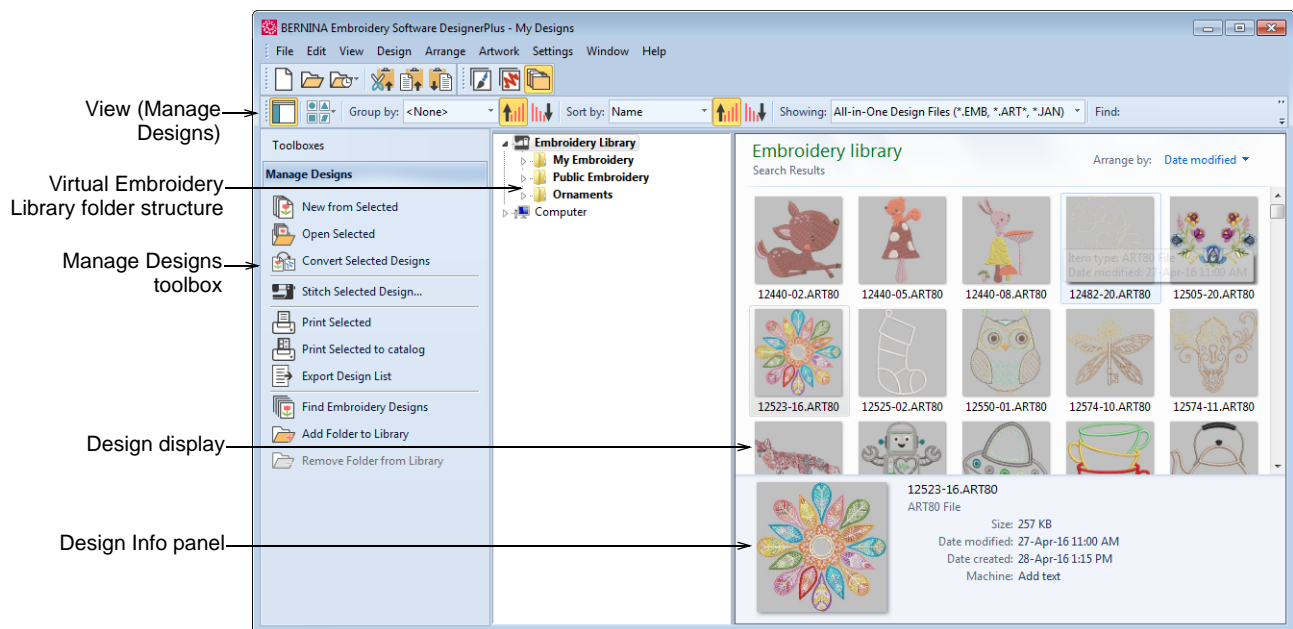 BERNINA Embroidery Software DesignerPlus - My Designs
File Edit View Design Arrange Artwork Settings Window Help
View (Manage Designs)
Group by: <None> Sort by: Name Showing: All-in-One Design Files (*.EMB, *.ART*, *.JAN) Find:
Virtual Embroidery Library folder structure
Manage Designs toolbox
Design display
Design Info panel
Toolboxes
Manage Designs
New from Selected
Open Selected
Convert Selected Designs
Stitch Selected Design...
Print Selected
Print Selected to catalog
Export Design List
Find Embroidery Designs
Add Folder to Library
Remove Folder from Library
Embroidery Library
My Embroidery
Public Embroidery
Ornaments
Computer
Embroidery library
Search Results
Arrange by: Date modified
Item type: ART80 File
Date modified: 27-Apr-16 11:00 AM
12440-02.ART80 12440-05.ART80 12440-08.ART80 12482-20.ART80 12505-20.ART80
12523-16.ART80 12525-02.ART80 12550-01.ART80 12574-10.ART80 12574-11.ART80
12523-16.ART80
ART80 File
Size: 257 KB
Date modified: 27-Apr-16 11:00 AM
Date created: 28-Apr-16 1:15 PM
Machine: Add text